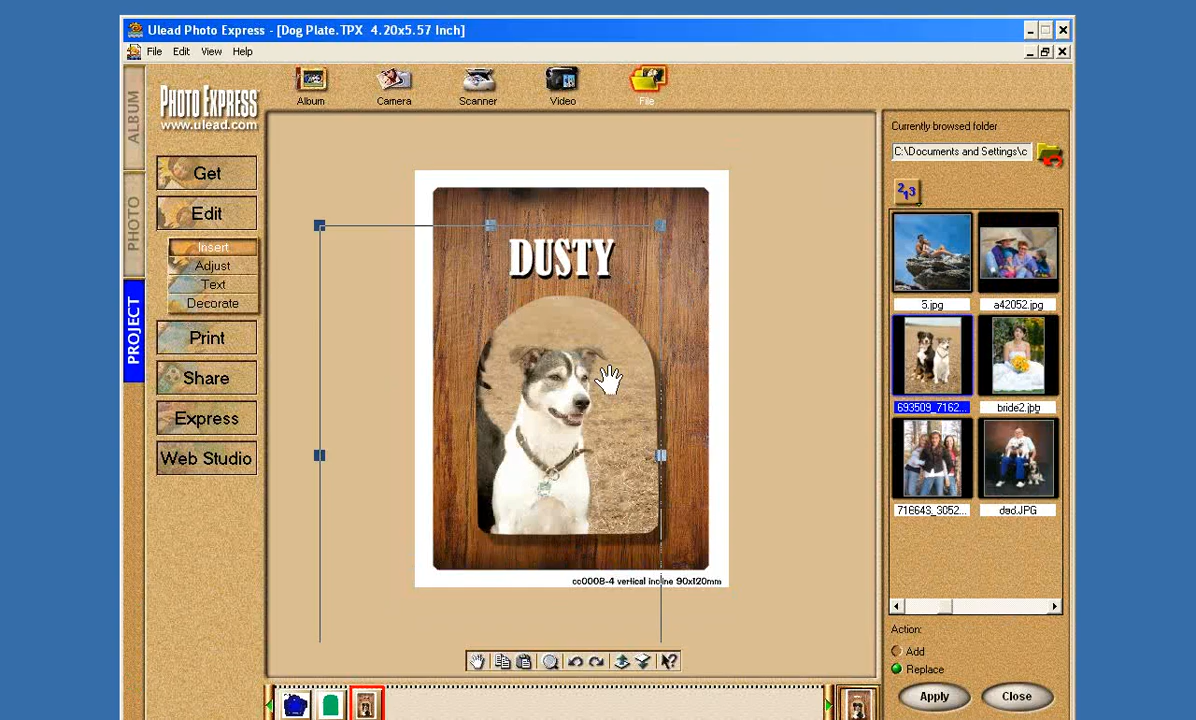 Ulead Photo Express - [Dog Plate.TPX 4.20x5.57 Inch]
File Edit View Help
Album Camera Scanner Video File
PHOTO EXPRESS
www.ulead.com
ALBUM
PHOTO
PROJECT
Get
Edit
Insert
Adjust
Text
Decorate
Print
Share
Express
Web Studio
DUSTY
cc0008-4 vertical incline 90x120mm
Currently browsed folder
C:\Documents and Settings\c
213
5.jpg a42052.jpg
693509_7162... bride2.jpg
716643_3052... dad.JPG
Action:
Add
Replace
Apply Close